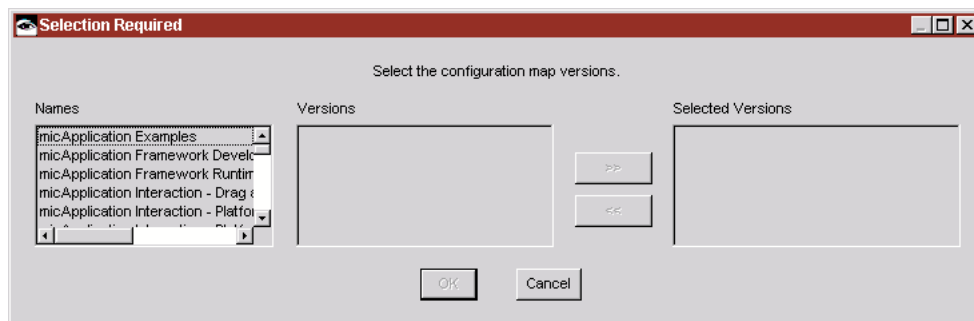 Selection Required
Select the configuration map versions.
Names
Versions
Selected Versions
micApplication Examples
micApplication Framework Develo
micApplication Framework Runtim
micApplication Interaction - Drag a
micApplication Interaction - Platfor
>>
<<
OK
Cancel